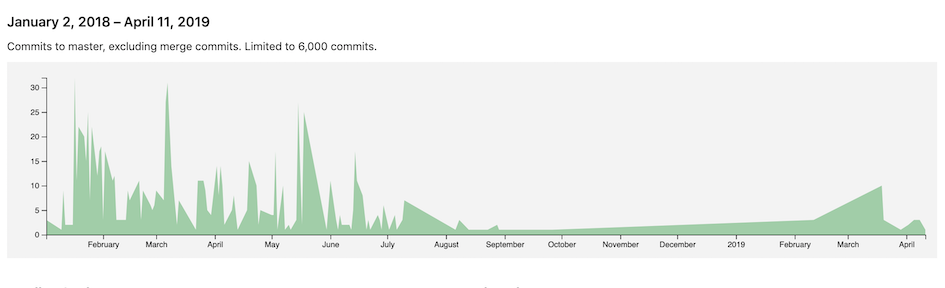 January 2, 2018 – April 11, 2019
Commits to master, excluding merge commits. Limited to 6,000 commits.
30
25
20
15
10
5
0
February March April May June July August September October November December 2019 February March April